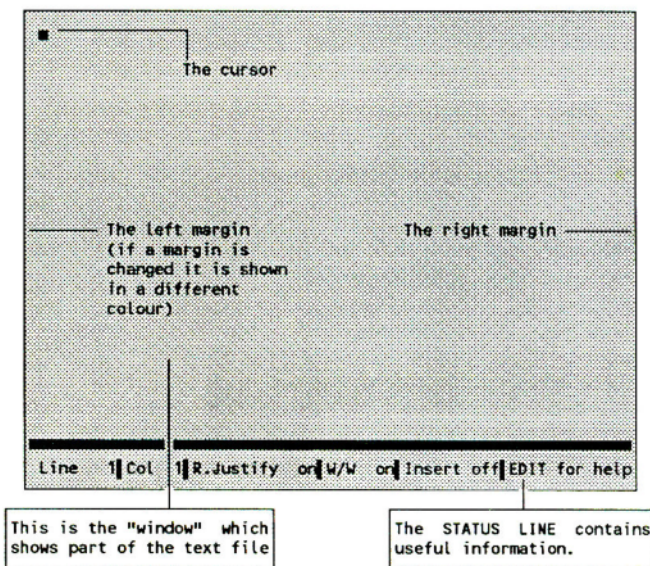 The cursor
The left margin
(if a margin is
changed it is shown
in a different
colour)
The right margin
Line 1 Col 1 R.Justify on W/W on Insert off EDIT for help
This is the "window" which
shows part of the text file
The STATUS LINE contains
useful information.